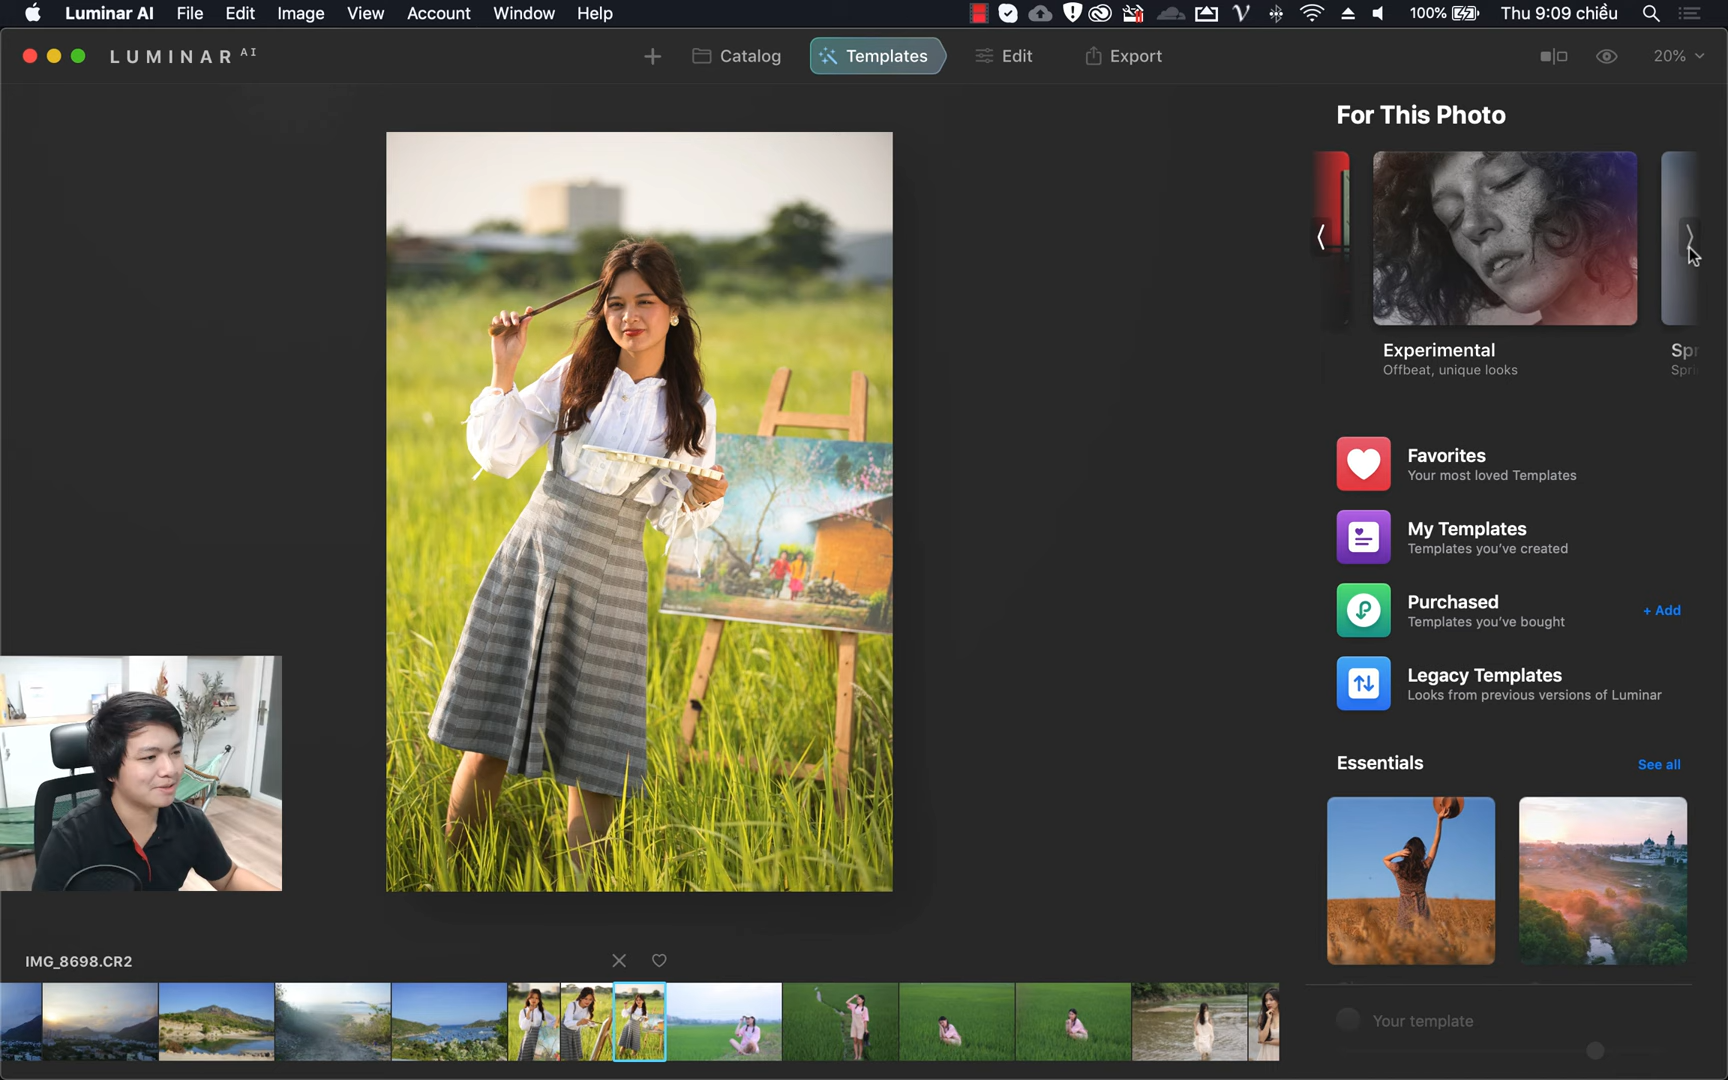 Luminar AI File Edit Image View Account Window Help 100% Thu 9:09 chiều
LUMINAR AI
Catalog Templates Edit Export 20%
For This Photo
Experimental
Offbeat, unique looks
Favorites
Your most loved Templates
My Templates
Templates you've created
Purchased
Templates you've bought
+ Add
Legacy Templates
Looks from previous versions of Luminar
Essentials See all
IMG_8698.CR2
Your template